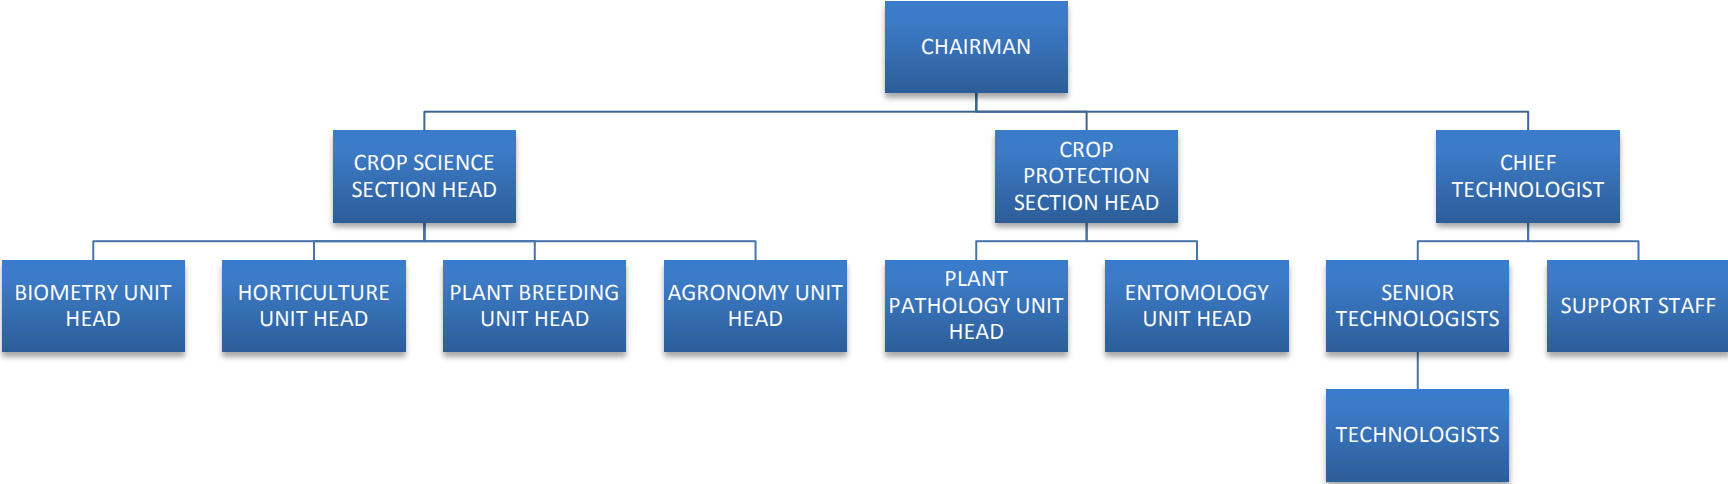 CHAIRMAN
CROP SCIENCE
SECTION HEAD
CROP
PROTECTION
SECTION HEAD
CHIEF
TECHNOLOGIST
BIOMETRY UNIT
HEAD
HORTICULTURE
UNIT HEAD
PLANT BREEDING
UNIT HEAD
AGRONOMY UNIT
HEAD
PLANT
PATHOLOGY UNIT
HEAD
ENTOMOLOGY
UNIT HEAD
SENIOR
TECHNOLOGISTS
SUPPORT STAFF
TECHNOLOGISTS